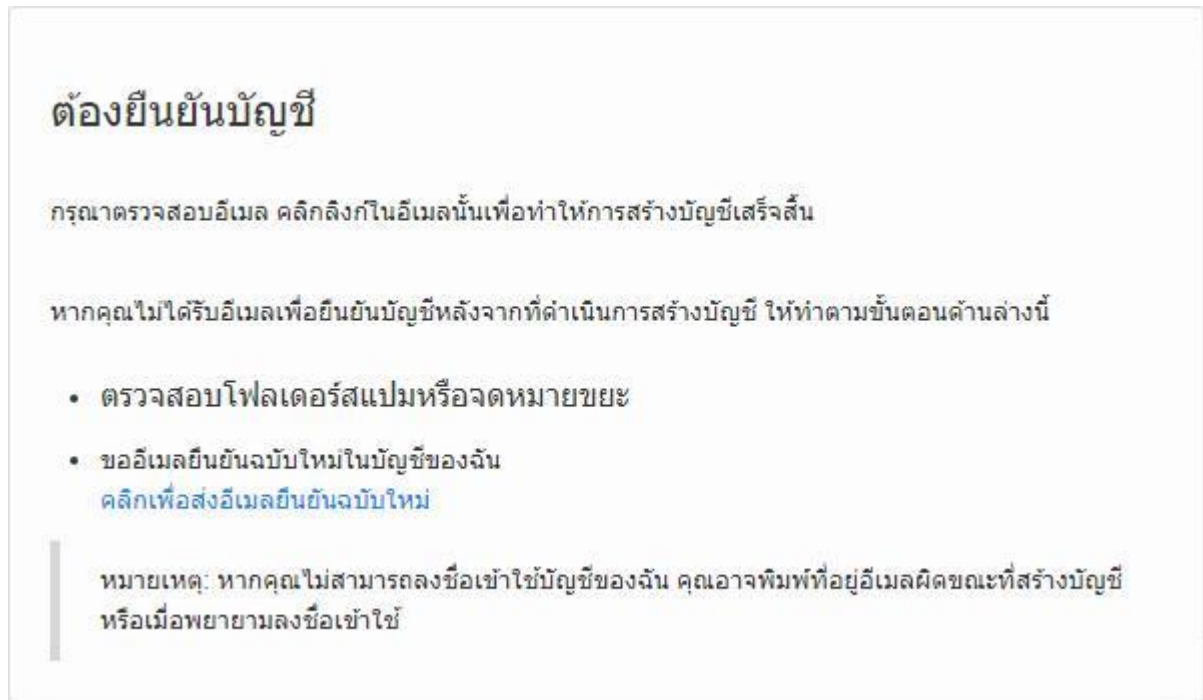 ต้องยืนยันบัญชี
กรุณาตรวจสอบอีเมล คลิกลิงก์ในอีเมลนั้นเพื่อทำให้การสร้างบัญชีเสร็จสิ้น
หากคุณไม่ได้รับอีเมลเพื่อยืนยันบัญชีหลังจากที่ดำเนินการสร้างบัญชี ให้ทำตามขั้นตอนด้านล่างนี้
• ตรวจสอบโฟลเดอร์สแปมหรือจดหมายขยะ
• ขออีเมลยืนยันฉบับใหม่ในบัญชีของฉัน
คลิกเพื่อส่งอีเมลยืนยันฉบับใหม่
หมายเหตุ: หากคุณไม่สามารถลงชื่อเข้าใช้บัญชีของฉัน คุณอาจพิมพ์ที่อยู่อีเมลผิดขณะที่สร้างบัญชี
หรือเมื่อพยายามลงชื่อเข้าใช้